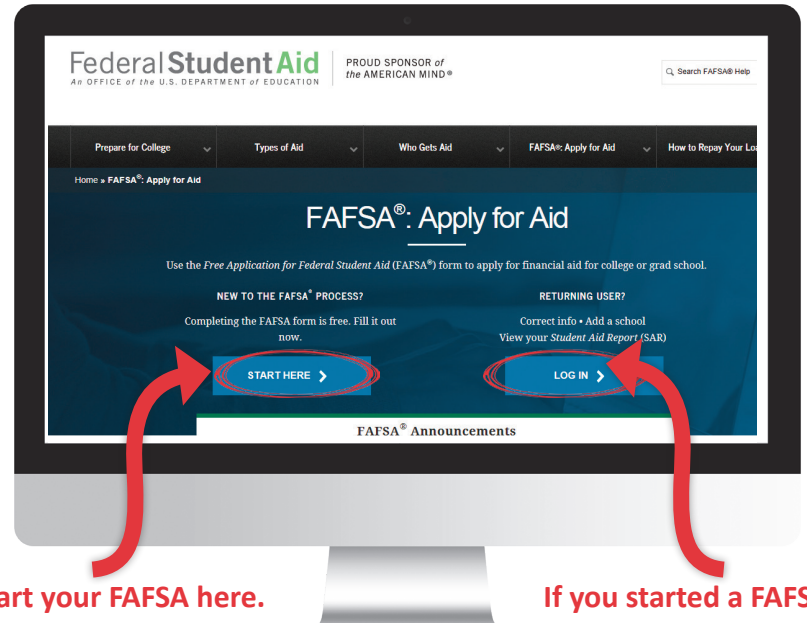 Federal Student Aid
An OFFICE of the U.S. DEPARTMENT of EDUCATION
PROUD SPONSOR of
the AMERICAN MIND®
Search FAFSA® Help
Prepare for College
Types of Aid
Who Gets Aid
FAFSA®: Apply for Aid
How to Repay Your
Home » FAFSA®: Apply for Aid
FAFSA®: Apply for Aid
Use the Free Application for Federal Student Aid (FAFSA®) form to apply for financial aid for college or grad school.
NEW TO THE FAFSA® PROCESS?
Completing the FAFSA form is free. Fill it out
now.
START HERE
RETURNING USER?
Correct info • Add a school
View your Student Aid Report (SAR)
LOG IN
FAFSA® Announcements
your FAFSA here.
If you started a